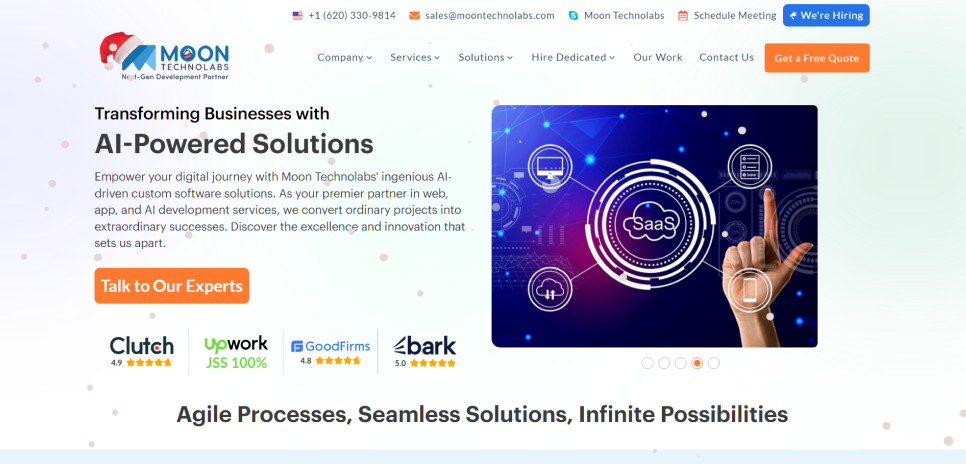 +1 (620) 330-9814 sales@moontechnolabs.com Moon Technolabs Schedule Meeting We're Hiring
MOON
TECHNOLABS
Next-Gen Development Partner
Company Services Solutions Hire Dedicated Our Work Contact Us Get a Free Quote
Transforming Businesses with
AI-Powered Solutions
Empower your digital journey with Moon Technolabs' ingenious AI-
driven custom software solutions. As your premier partner in web,
app, and AI development services, we convert ordinary projects into
extraordinary successes. Discover the excellence and innovation that
sets us apart.
Talk to Our Experts
SaaS
Clutch
4.9
Upwork
JSS 100%
GoodFirms
4.8
bark
5.0
Agile Processes, Seamless Solutions, Infinite Possibilities